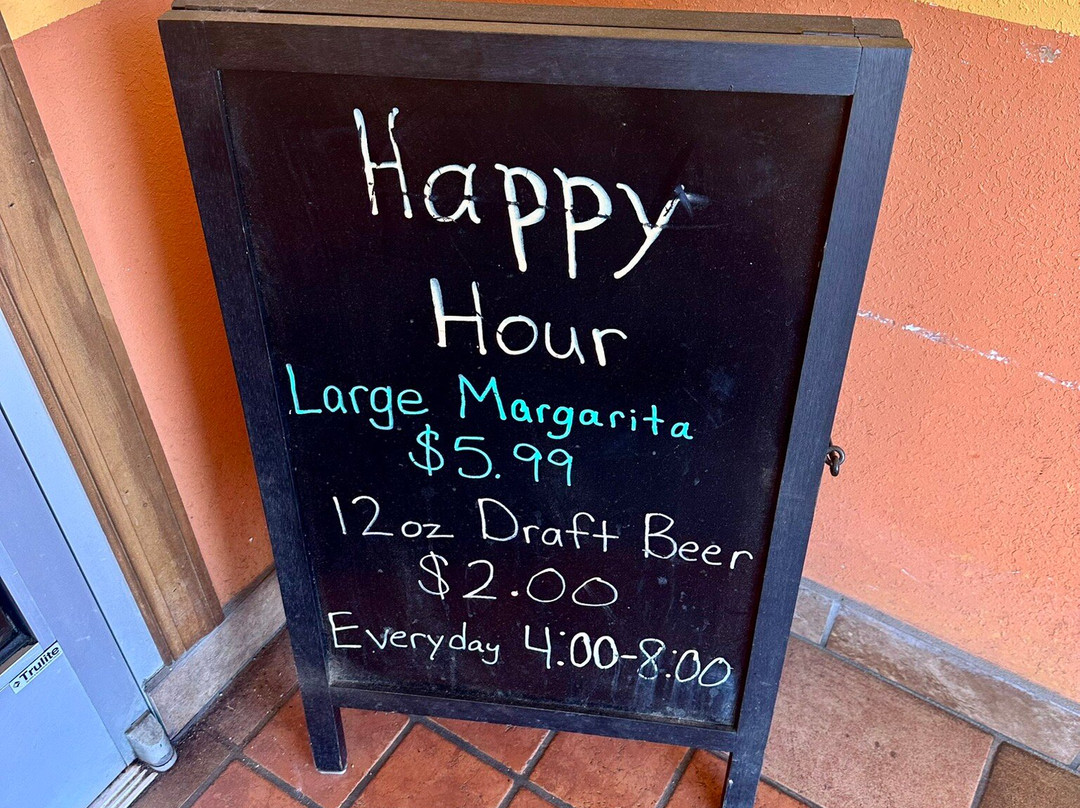 Happy
Hour
Large Margarita
$5.99
12oz Draft Beer
$2.00
Everyday 4:00-8:00
Trulite